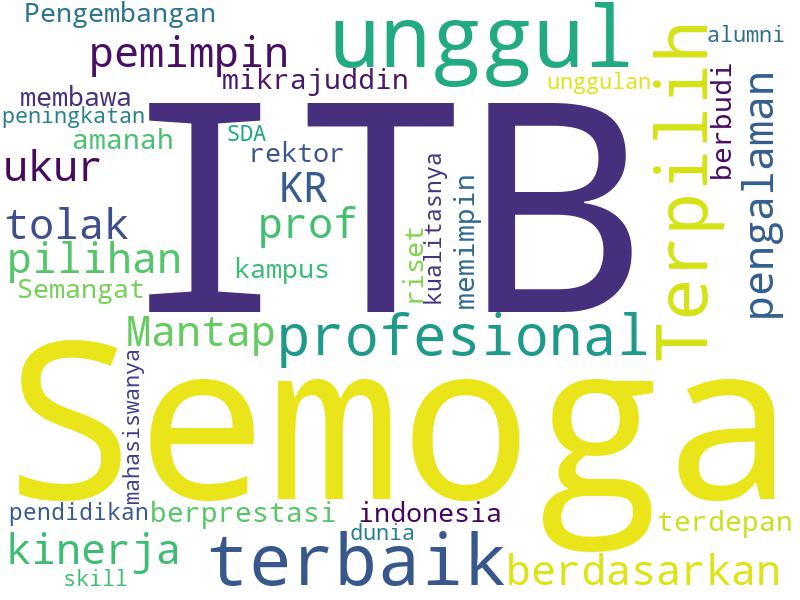 Pengembangan
unggul
alumni
pemimpin
mikrajuddin
unggulan
Terpilih
berbudi
pengalaman
membawa
peningkatan
amanah
ITB
SDA
rektor
ukur
KR
kualitasnya
memimpin
tolak
prof
riset
pilihan
kampus
Semangat
Mantap
profesional
mahasiswanya
Semoga
pendidikan
berprestasi
indonesia
terdepan
dunia
kinerja
terbaik
berdasarkan
skill